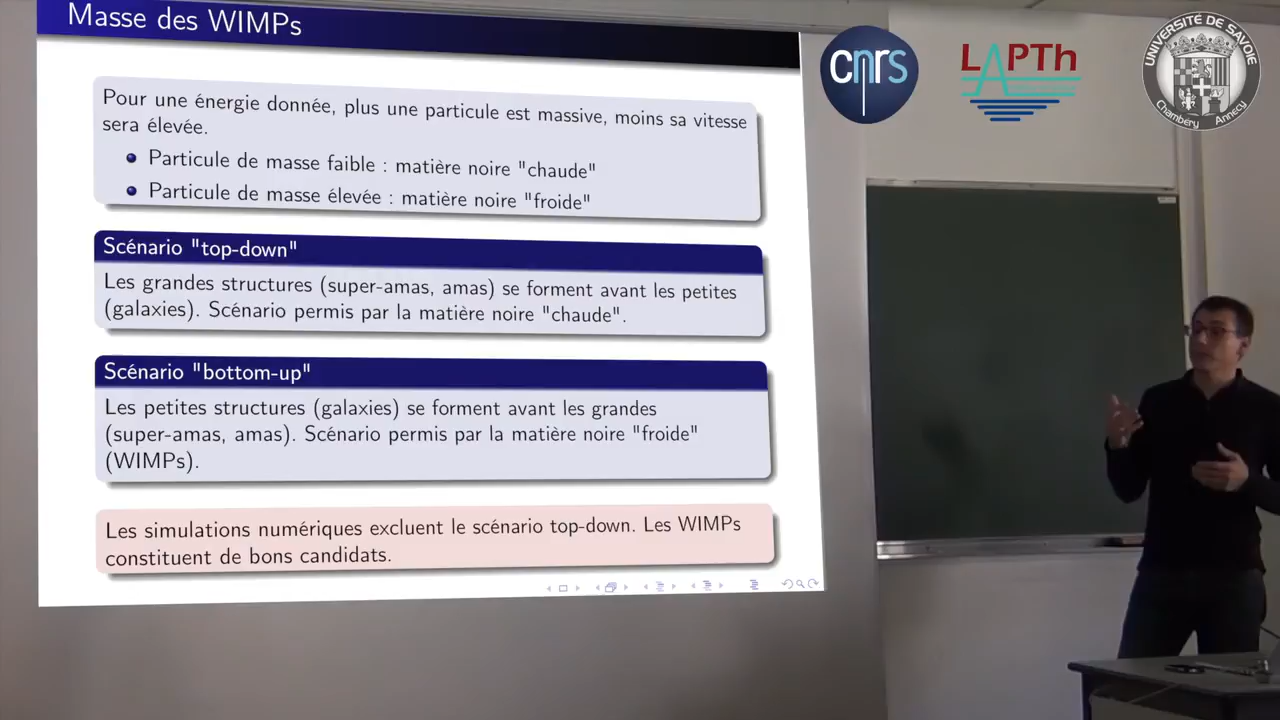 Masse des WIMPs
Pour une énergie donnée, plus une particule est massive, moins sa vitesse
sera élevée.
Particule de masse faible : matière noire "chaude"
Particule de masse élevée : matière noire "froide"
Scénario "top-down"
Les grandes structures (super-amas, amas) se forment avant les petites
(galaxies). Scénario permis par la matière noire "chaude".
Scénario "bottom-up"
Les petites structures (galaxies) se forment avant les grandes
(super-amas, amas). Scénario permis par la matière noire "froide"
(WIMPs).
Les simulations numériques excluent le scénario top-down. Les WIMPs
constituent de bons candidats.
cnrs
LAPTh
UNIVERSITE DE SAVOIE
Chambéry Annecy